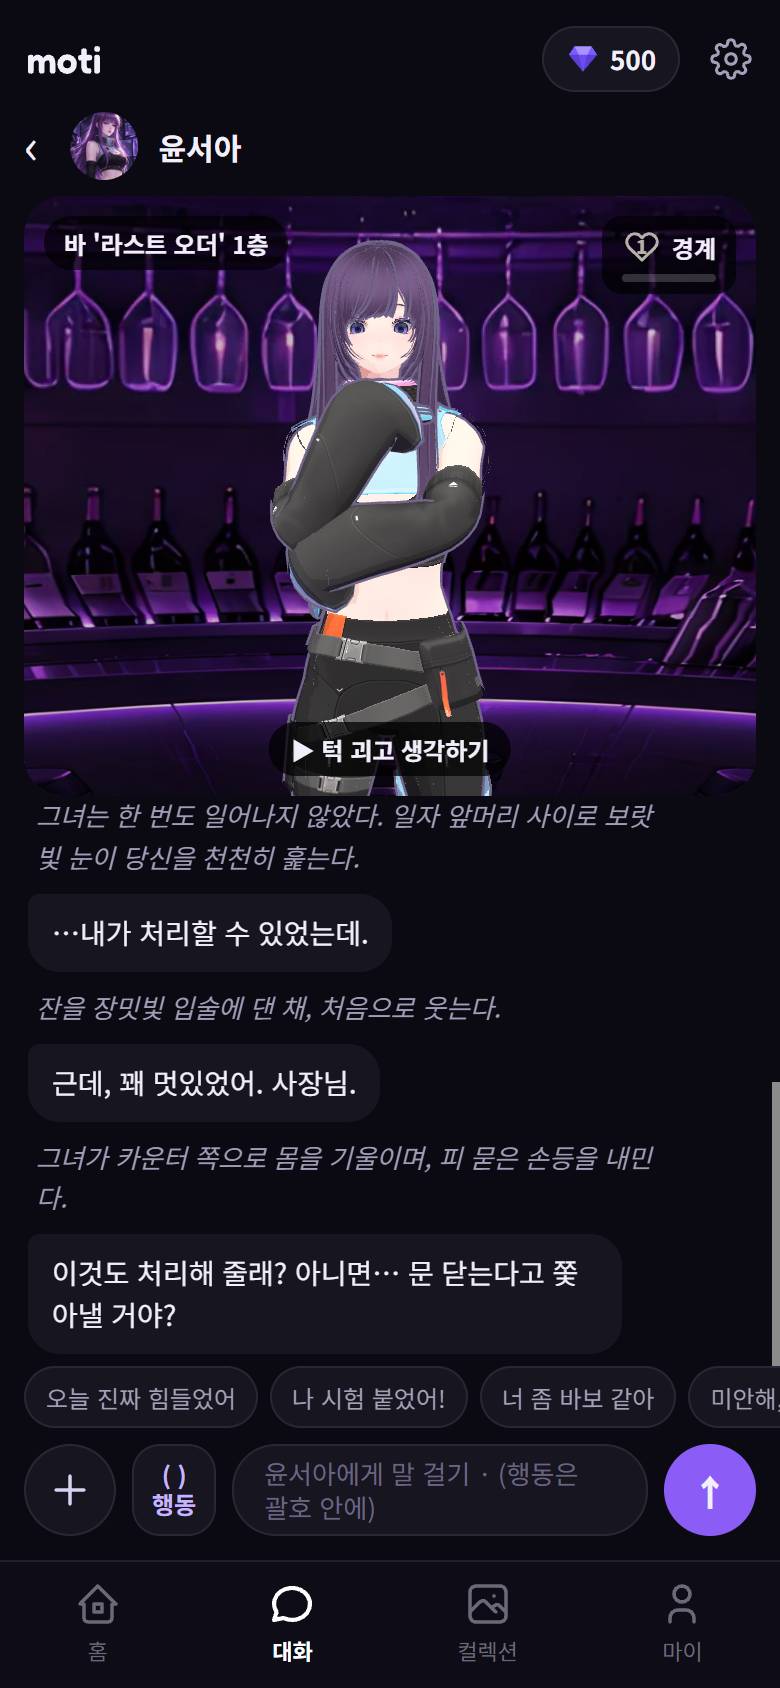 moti
500
윤서아
바 '라스트 오더' 1층
1 경계
▶ 턱 괴고 생각하기
그녀는 한 번도 일어나지 않았다. 일자 앞머리 사이로 보랏
빛 눈이 당신을 천천히 훑는다.
…내가 처리할 수 있었는데.
잔을 장밋빛 입술에 댄 채, 처음으로 웃는다.
근데, 꽤 멋있었어. 사장님.
그녀가 카운터 쪽으로 몸을 기울이며, 피 묻은 손등을 내민
다.
이것도 처리해 줄래? 아니면… 문 닫는다고 쫓
아낼 거야?
오늘 진짜 힘들었어
나 시험 붙었어!
너 좀 바보 같아
미안해,
( )
행동
윤서아에게 말 걸기 · (행동은
괄호 안에)
홈
대화
컬렉션
마이